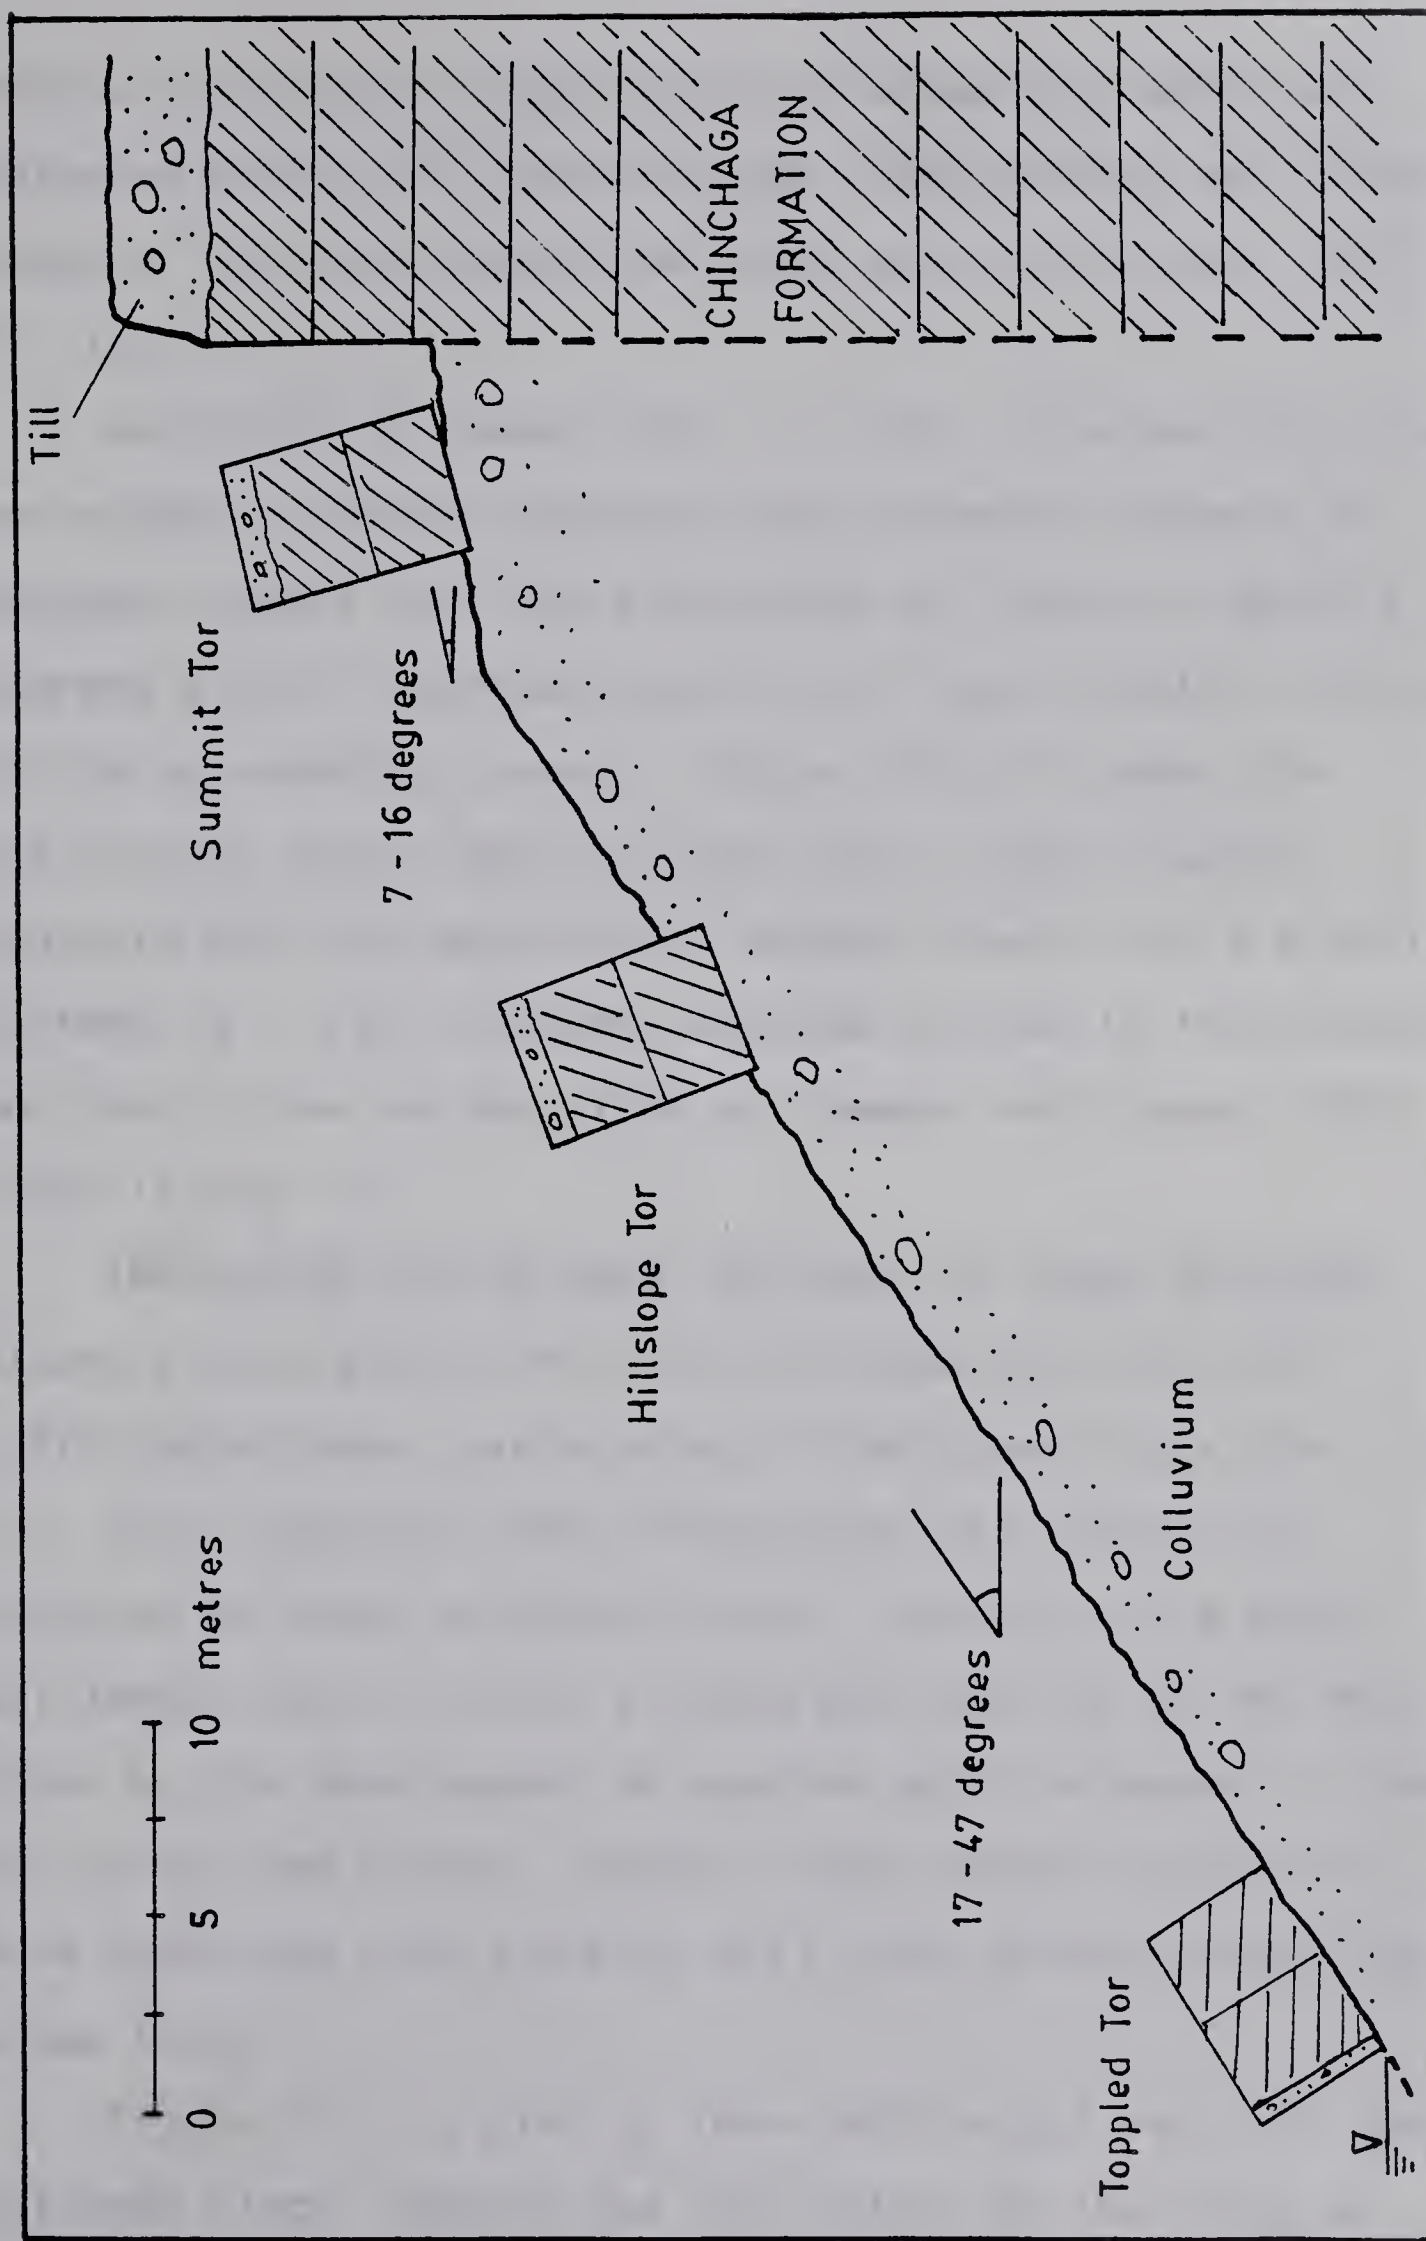 Till
Summit Tor
7 - 16 degrees
CHINCHAGA
FORMATION
Hillslope Tor
0 5 10 metres
17 - 47 degrees
Colluvium
Toppled Tor